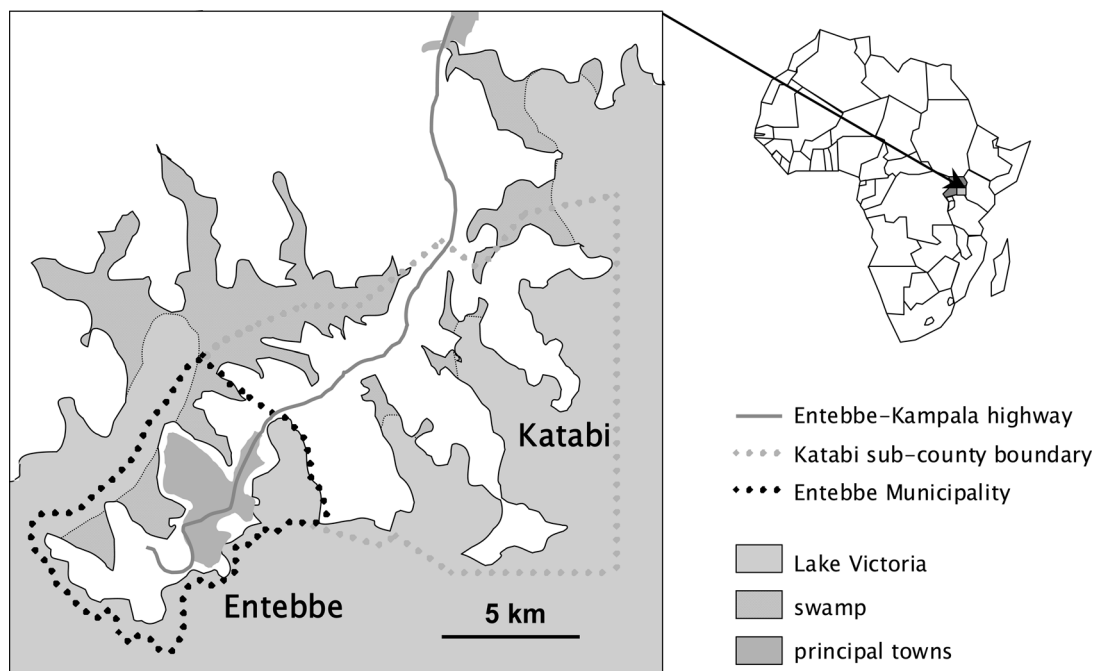 Katabi
Entebbe
5 km
Entebbe-Kampala highway
Katabi sub-county boundary
Entebbe Municipality
Lake Victoria
swamp
principal towns